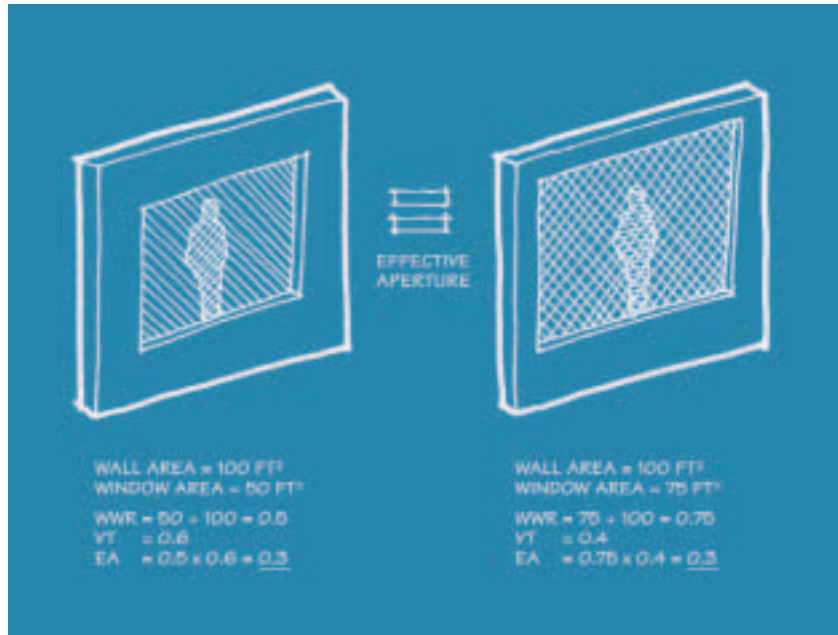 EFFECTIVE
APERTURE
WALL AREA = 100 FT²
WINDOW AREA = 50 FT²
WWR = 50 ÷ 100 = 0.5
VT = 0.6
EA = 0.5 x 0.6 = 0.3
WALL AREA = 100 FT²
WINDOW AREA = 75 FT²
WWR = 75 ÷ 100 = 0.75
VT = 0.4
EA = 0.75 x 0.4 = 0.3